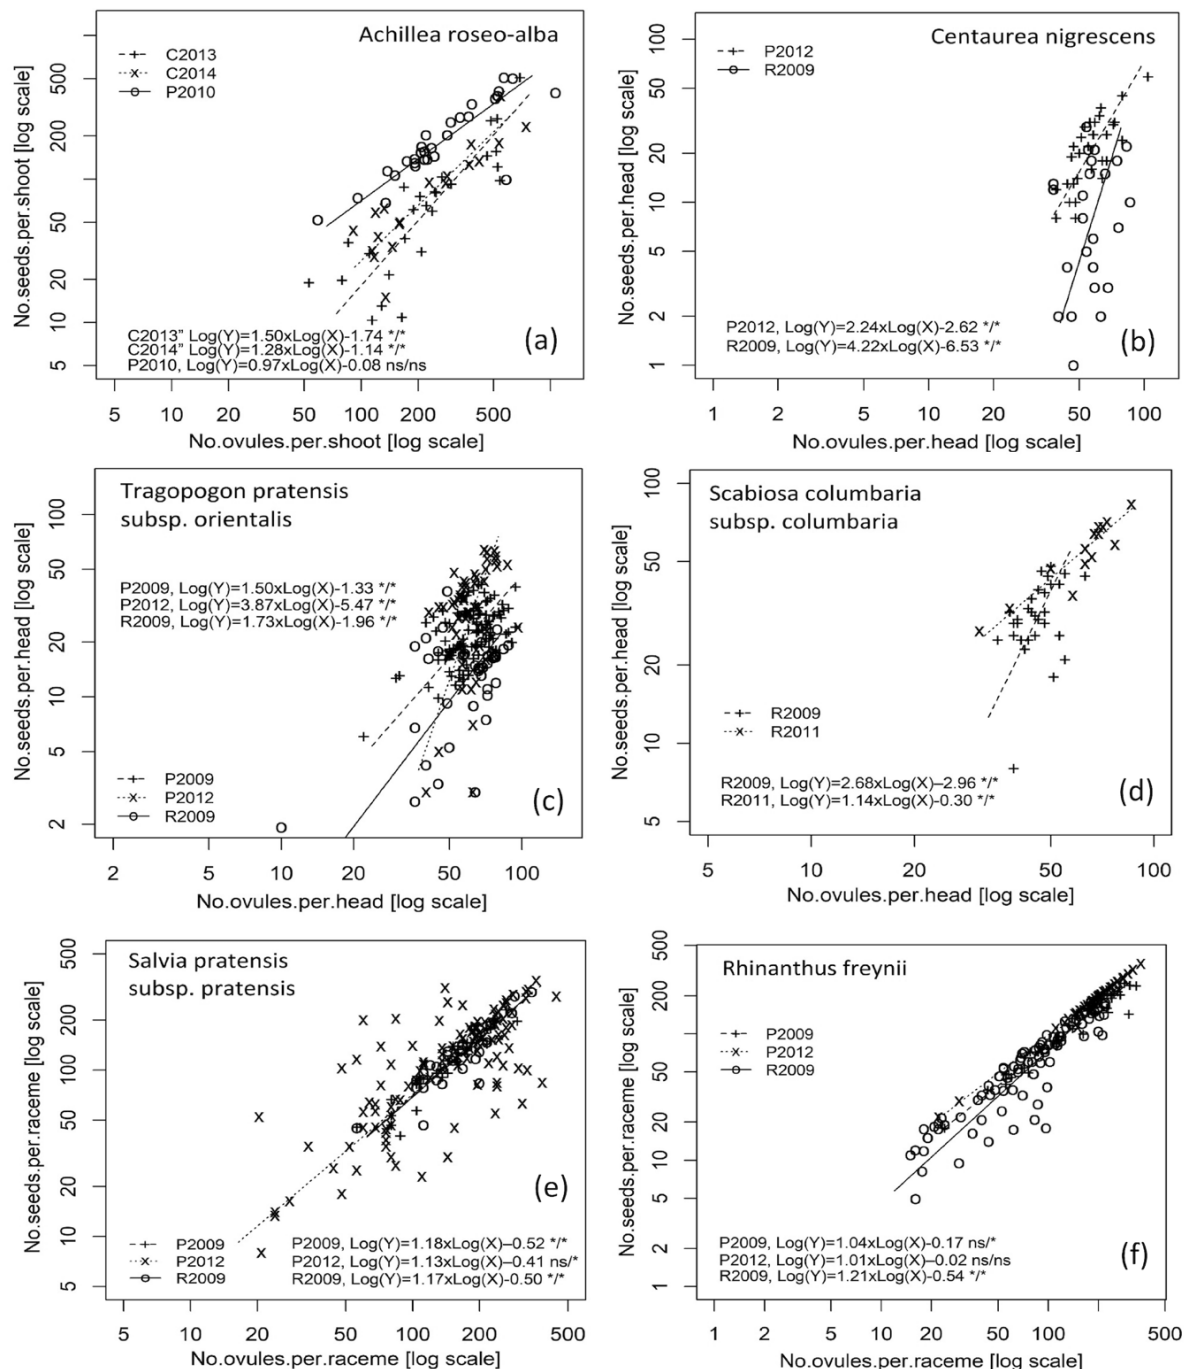 Achillea roseo-alba
C2013
C2014
P2010
No.seeds.per.shoot [log scale]
500
200
100
50
20
10
5
C2013" Log(Y)=1.50xLog(X)-1.74 */*
C2014" Log(Y)=1.28xLog(X)-1.14 */*
P2010, Log(Y)=0.97xLog(X)-0.08 ns/ns
(a)
5 10 20 50 100 200 500
No.ovules.per.shoot [log scale]
Centaurea nigrescens
P2012
R2009
No.seeds.per.head [log scale]
100
50
20
10
5
2
1
P2012, Log(Y)=2.24xLog(X)-2.62 */*
R2009, Log(Y)=4.22xLog(X)-6.53 */*
(b)
1 2 5 10 20 50 100
No.ovules.per.head [log scale]
Tragopogon pratensis
subsp. orientalis
P2009, Log(Y)=1.50xLog(X)-1.33 */*
P2012, Log(Y)=3.87xLog(X)-5.47 */*
R2009, Log(Y)=1.73xLog(X)-1.96 */*
No.seeds.per.head [log scale]
100
50
20
10
5
2
P2009
P2012
R2009
(c)
2 5 10 20 50 100
No.ovules.per.head [log scale]
Scabiosa columbaria
subsp. columbaria
No.seeds.per.head [log scale]
100
50
20
10
5
R2009
R2011
R2009, Log(Y)=2.68xLog(X)–2.96 */*
R2011, Log(Y)=1.14xLog(X)-0.30 */*
(d)
5 10 20 50 100
No.ovules.per.head [log scale]
Salvia pratensis
subsp. pratensis
No.seeds.per.raceme [log scale]
500
200
100
50
20
10
5
(e)
P2009 P2009, Log(Y)=1.18xLog(X)–0.52 */*
P2012 P2012, Log(Y)=1.13xLog(X)–0.41 ns/*
R2009 R2009, Log(Y)=1.17xLog(X)-0.50 */*
5 10 20 50 100 200 500
No.ovules.per.raceme [log scale]
Rhinanthus freynii
P2009
P2012
R2009
No.seeds.per.raceme [log scale]
500
200
50
20
10
5
2
1
P2009, Log(Y)=1.04xLog(X)-0.17 ns/*
P2012, Log(Y)=1.01xLog(X)–0.02 ns/ns
R2009, Log(Y)=1.21xLog(X)-0.54 */*
(f)
1 2 5 10 20 50 100 500
No.ovules.per.raceme [log scale]